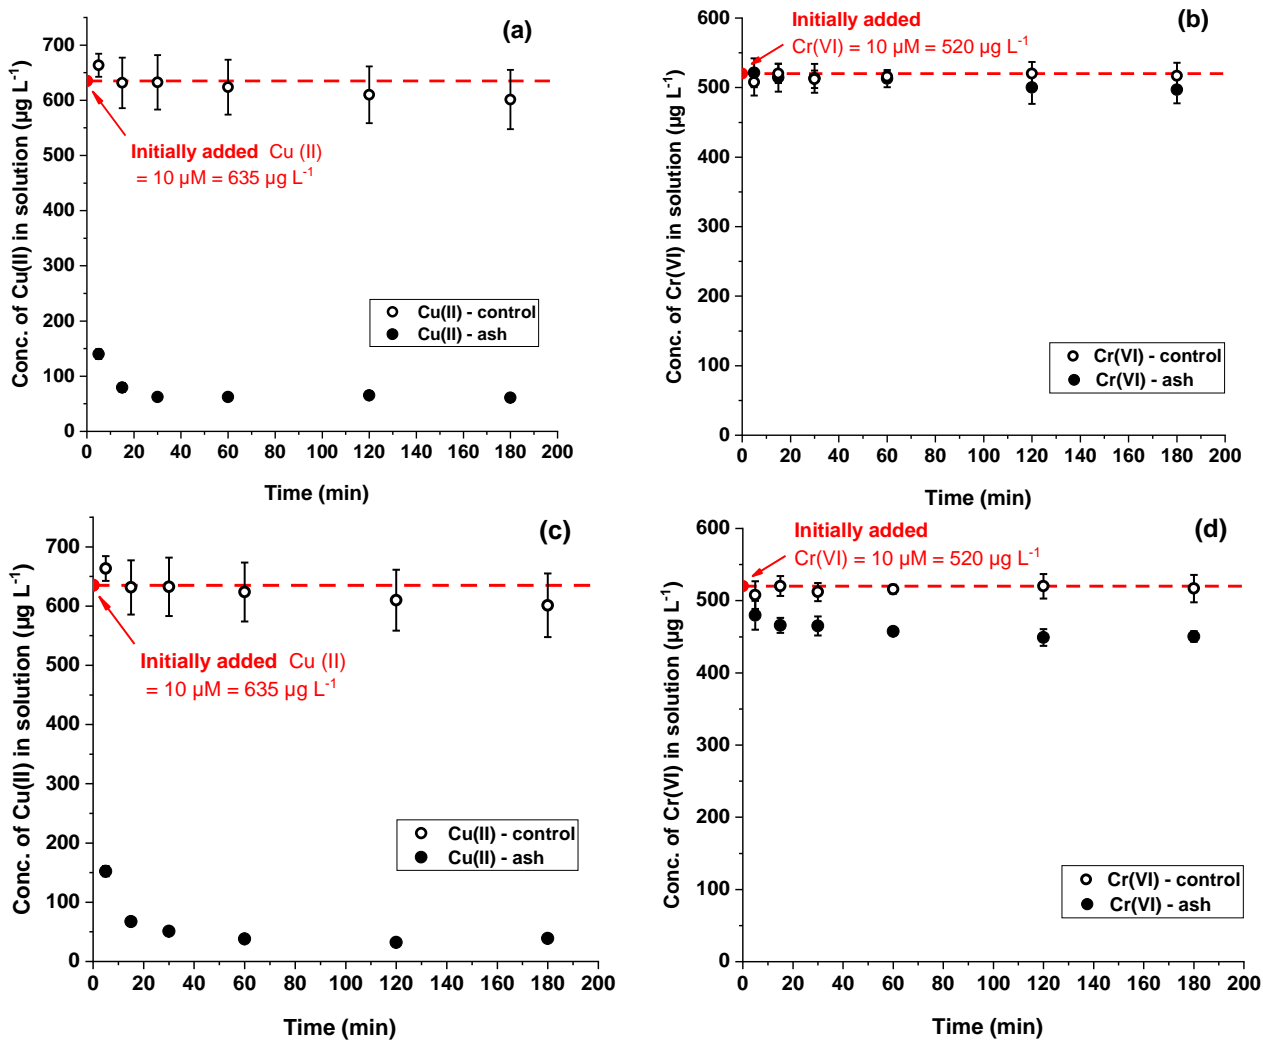 (a)
700
600
500
400
300
200
100
0
Conc. of Cu(II) in solution (µg L-1)
Initially added Cu (II)
= 10 µM = 635 µg L-1
Cu(II) - control
Cu(II) - ash
0 20 40 60 80 100 120 140 160 180 200
Time (min)
(b)
600
500
400
300
200
100
0
Conc. of Cr(VI) in solution (µg L-1)
Initially added
Cr(VI) = 10 µM = 520 µg L-1
Cr(VI) - control
Cr(VI) - ash
0 20 40 60 80 100 120 140 160 180 200
Time (min)
(c)
700
600
500
400
300
200
100
0
Conc. of Cu(II) in solution (µg L-1)
Initially added Cu (II)
= 10 µM = 635 µg L-1
Cu(II) - control
Cu(II) - ash
0 20 40 60 80 100 120 140 160 180 200
Time (min)
(d)
600
500
400
300
200
100
0
Conc. of Cr(VI) in solution (µg L-1)
Initially added
Cr(VI) = 10 µM = 520 µg L-1
Cr(VI) - control
Cr(VI) - ash
0 20 40 60 80 100 120 140 160 180 200
Time (min)